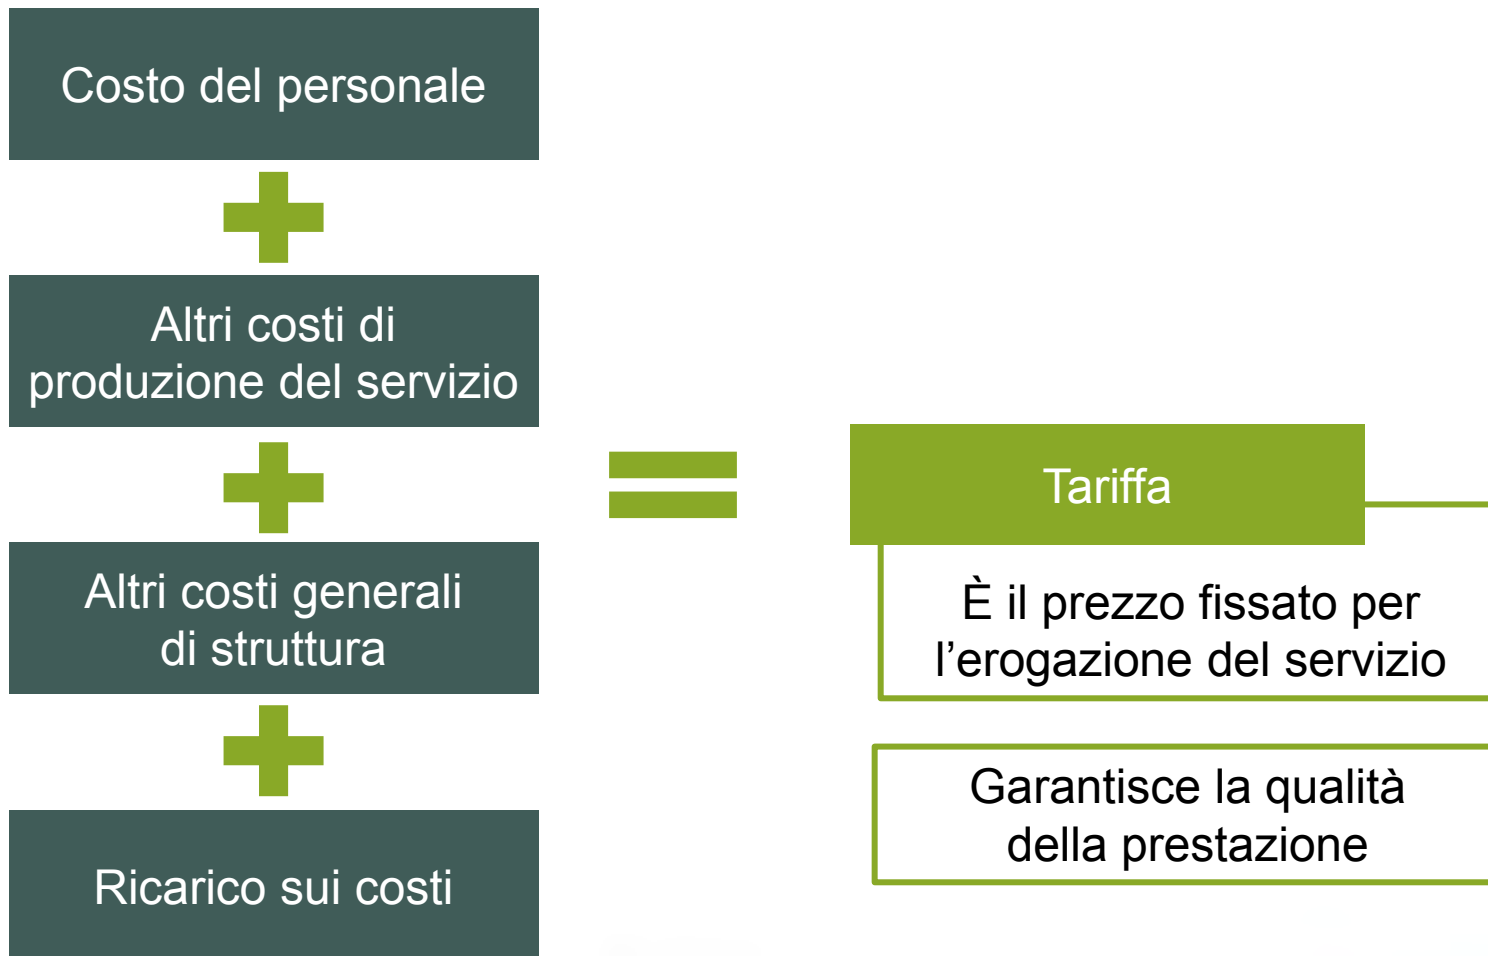 Costo del personale
Altri costi di
produzione del servizio
Altri costi generali
di struttura
Ricarico sui costi
Tariffa
È il prezzo fissato per
l’erogazione del servizio
Garantisce la qualità
della prestazione